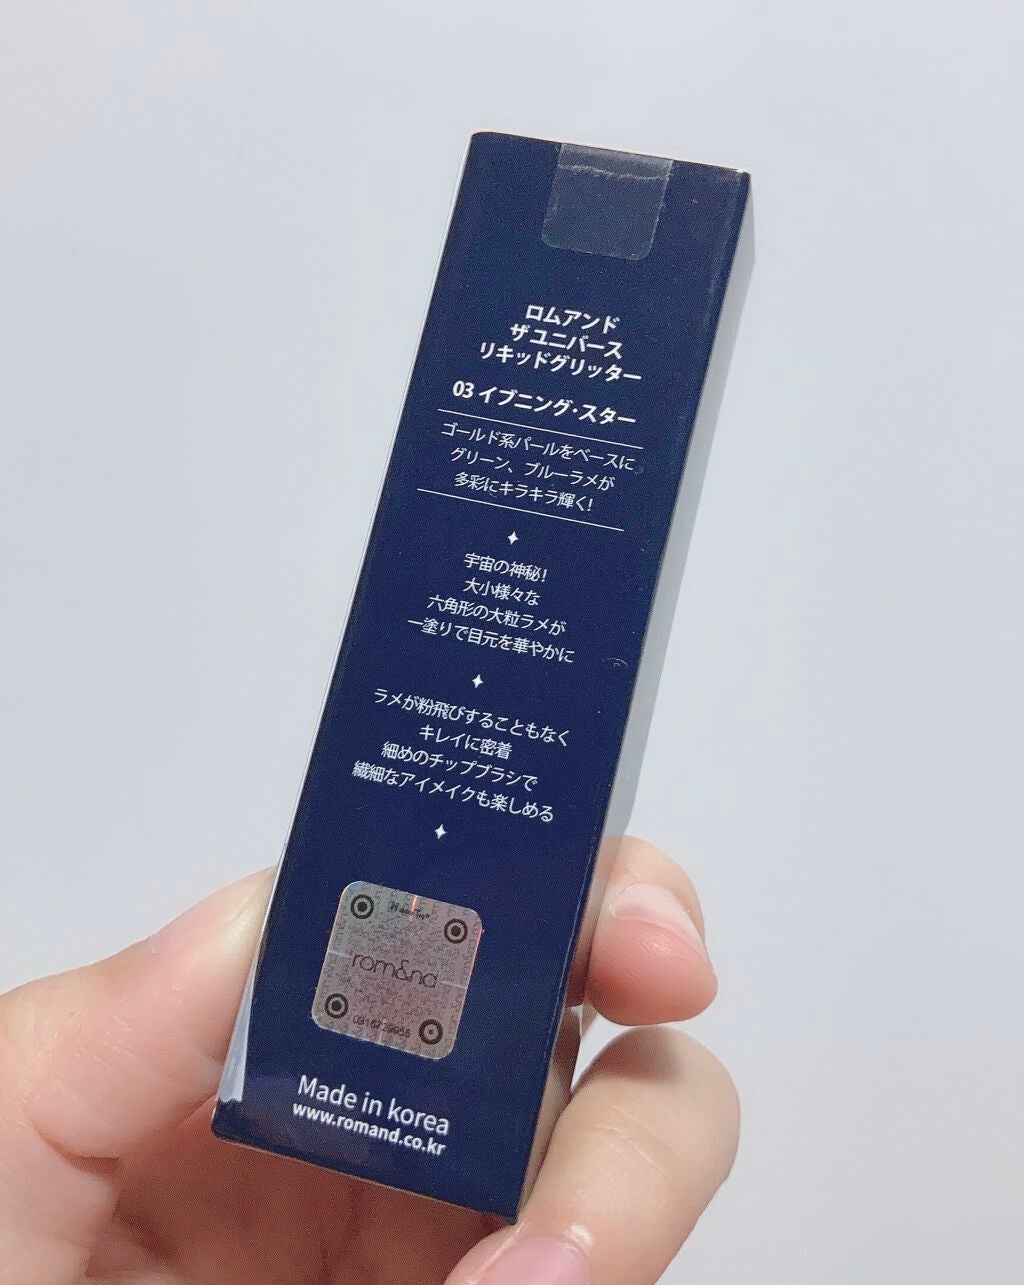 ロムアンド
ザユニバース
リキッドグリッター
03 イブニング・スター
ゴールド系パールをベースに
グリーン、ブルーラメが
多彩にキラキラ輝く!
宇宙の神秘!
大小様々な
六角形の大粒ラメが
一塗りで目元を華やかに
ラメが粉飛びすることもなく
キレイに密着
細めのチップブラシで
繊細なアイメイクも楽しめる
rom&nd
Made in korea
www.romand.co.kr